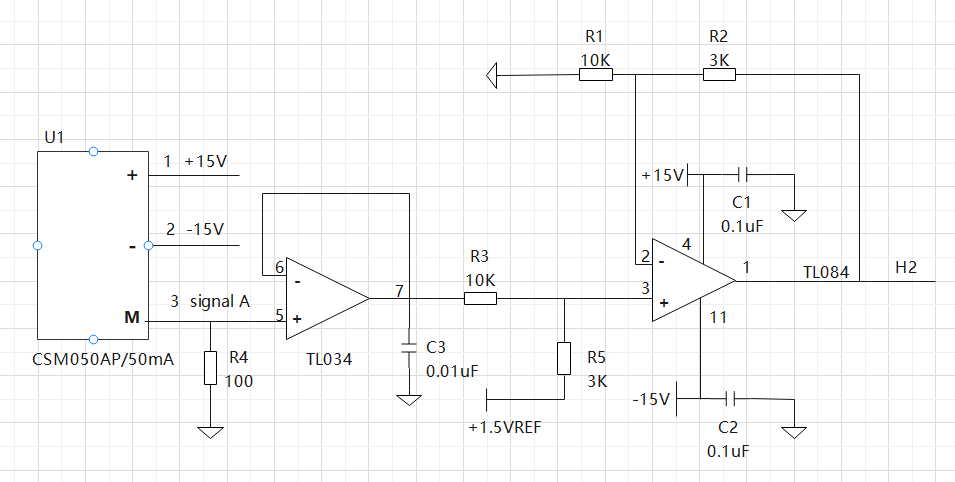 R1
10K
R2
3K
U1
+
1 +15V
-
2 -15V
M
3 signal A
CSM050AP/50mA
R4
100
6
-
5
+
7
TL034
C3
0.01uF
R3
10K
R5
3K
+1.5VREF
+15V
C1
0.1uF
4
2
-
3
+
1
11
TL084
H2
-15V
C2
0.1uF